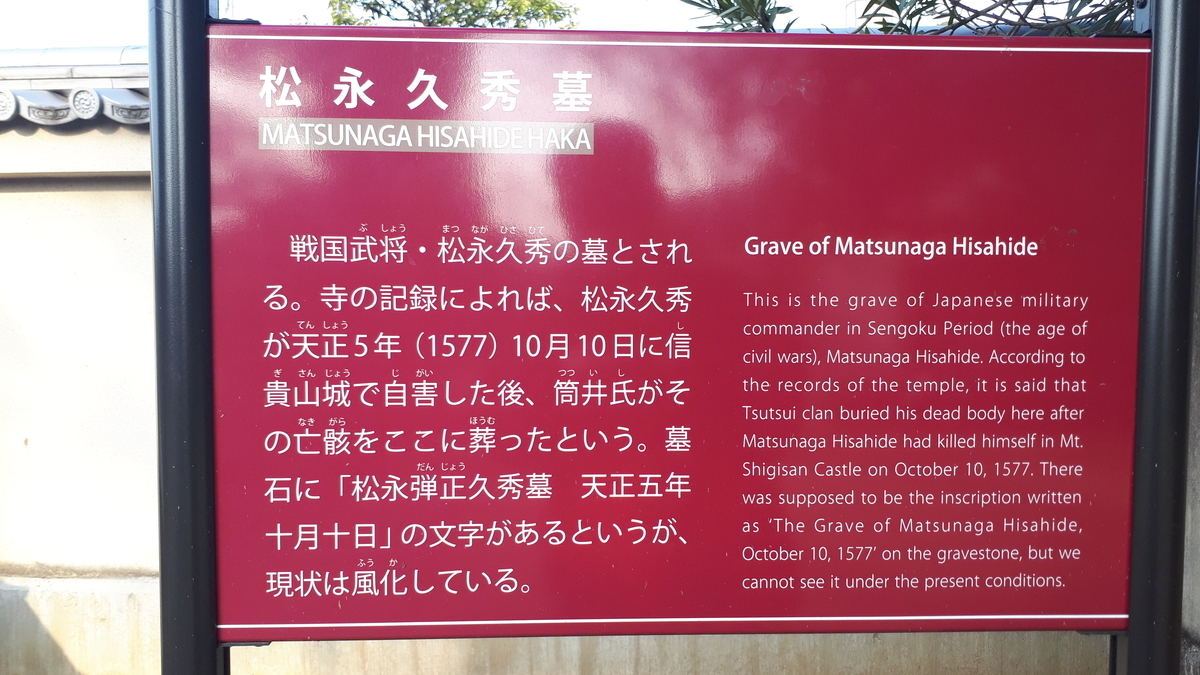 松永久秀墓
MATSUNAGA HISAHIDE HAKA
戦国武将・松永久秀の墓とされ
る。寺の記録によれば、松永久秀
が天正5年（1577）10月10日に信
貴山城で自害した後、筒井氏がそ
の亡骸をここに葬ったという。墓
石に「松永弾正久秀墓　天正五年
十月十日」の文字があるというが、
現状は風化している。
Grave of Matsunaga Hisahide
This is the grave of Japanese military
commander in Sengoku Period (the age of
civil wars), Matsunaga Hisahide. According to
the records of the temple, it is said that
Tsutsui clan buried his dead body here after
Matsunaga Hisahide had killed himself in Mt.
Shigisan Castle on October 10, 1577. There
was supposed to be the inscription written
as 'The Grave of Matsunaga Hisahide,
October 10, 1577' on the gravestone, but we
cannot see it under the present conditions.